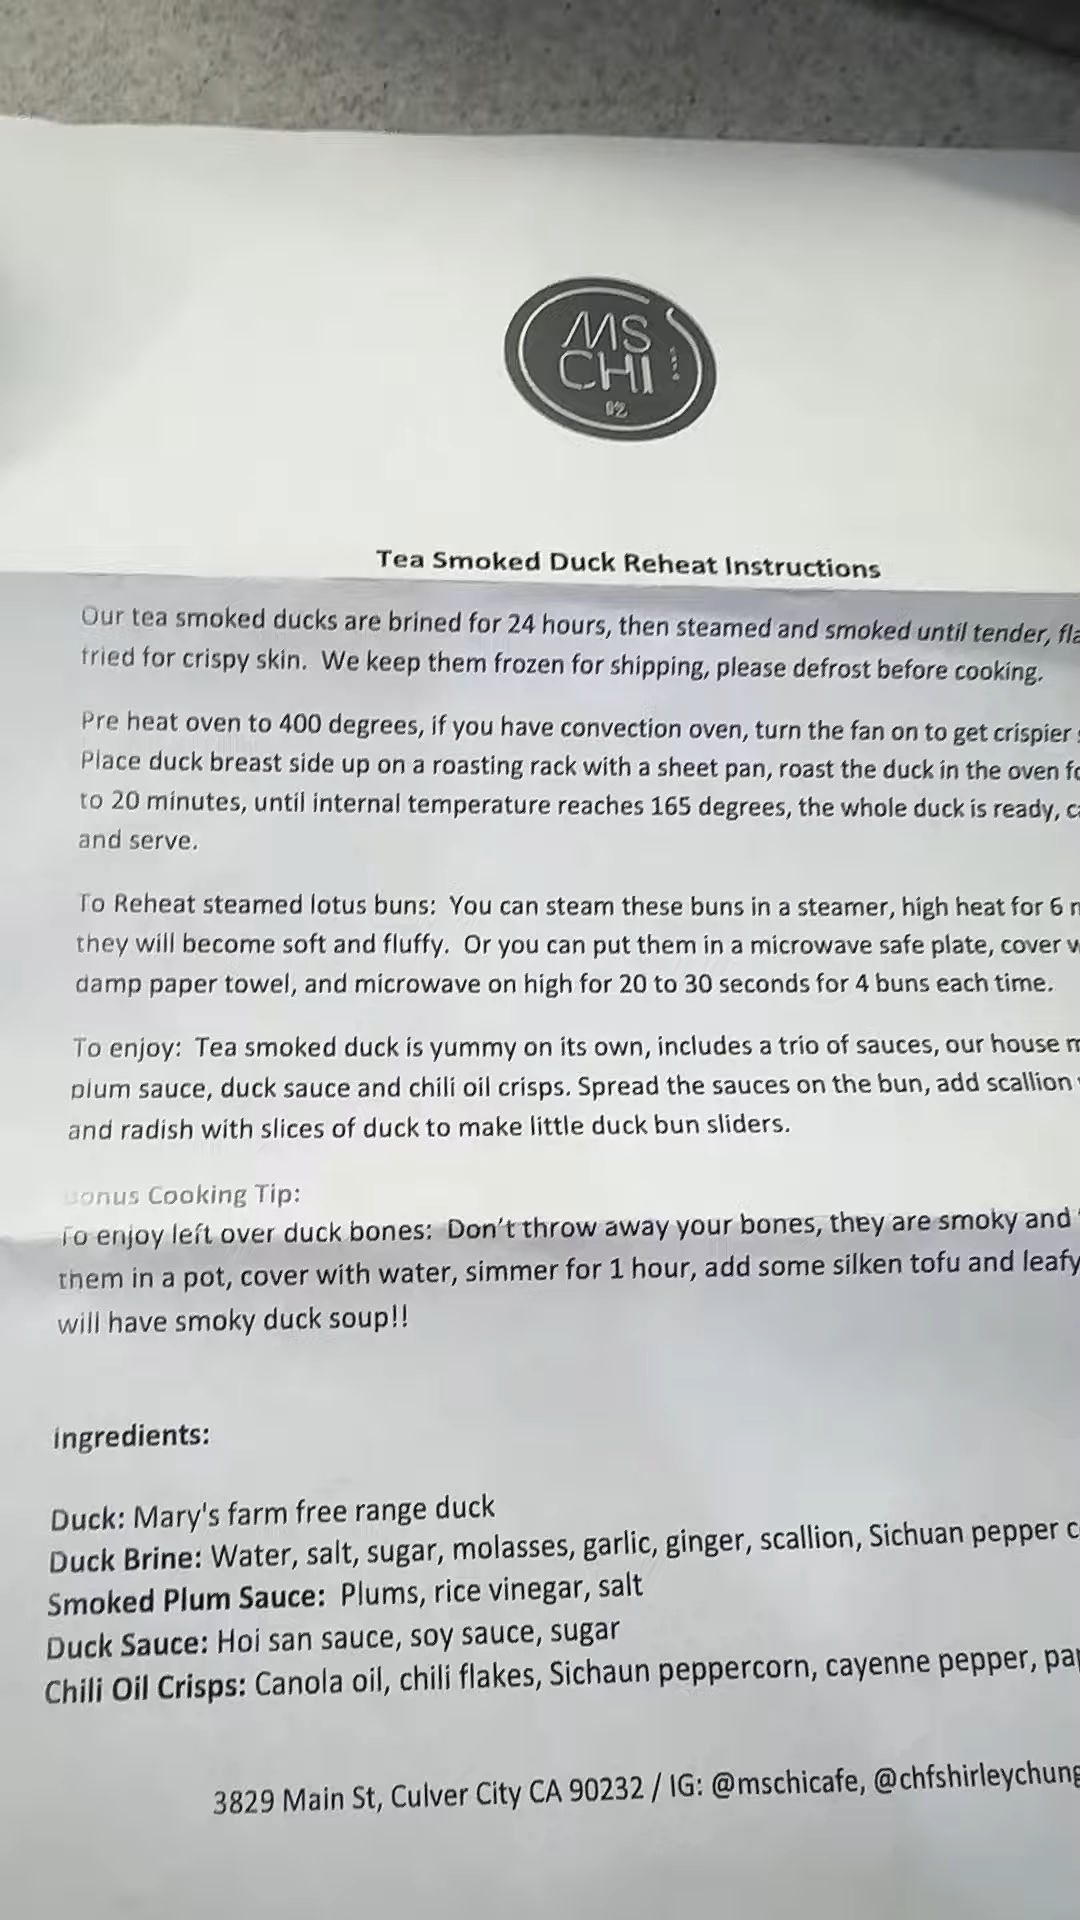 MS
CHI
Tea Smoked Duck Reheat Instructions
Our tea smoked ducks are brined for 24 hours, then steamed and smoked until tender,
fried for crispy skin. We keep them frozen for shipping, please defrost before cooking.
Pre heat oven to 400 degrees, if you have convection oven, turn the fan on to get crispier
Place duck breast side up on a roasting rack with a sheet pan, roast the duck in the oven
to 20 minutes, until internal temperature reaches 165 degrees, the whole duck is ready,
and serve.
To Reheat steamed lotus buns: You can steam these buns in a steamer, high heat for 6
they will become soft and fluffy. Or you can put them in a microwave safe plate, cover
damp paper towel, and microwave on high for 20 to 30 seconds for 4 buns each time.
To enjoy: Tea smoked duck is yummy on its own, includes a trio of sauces, our house
plum sauce, duck sauce and chili oil crisps. Spread the sauces on the bun, add scallion
and radish with slices of duck to make little duck bun sliders.
Bonus Cooking Tip:
To enjoy left over duck bones: Don't throw away your bones, they are smoky and
them in a pot, cover with water, simmer for 1 hour, add some silken tofu and leafy
will have smoky duck soup!!
Ingredients:
Duck: Mary's farm free range duck
Duck Brine: Water, salt, sugar, molasses, garlic, ginger, scallion, Sichuan pepper
Smoked Plum Sauce: Plums, rice vinegar, salt
Duck Sauce: Hoi san sauce, soy sauce, sugar
Chili Oil Crisps: Canola oil, chili flakes, Sichaun peppercorn, cayenne pepper,
3829 Main St, Culver City CA 90232 / IG: @mschicafe, @chfshirleychung